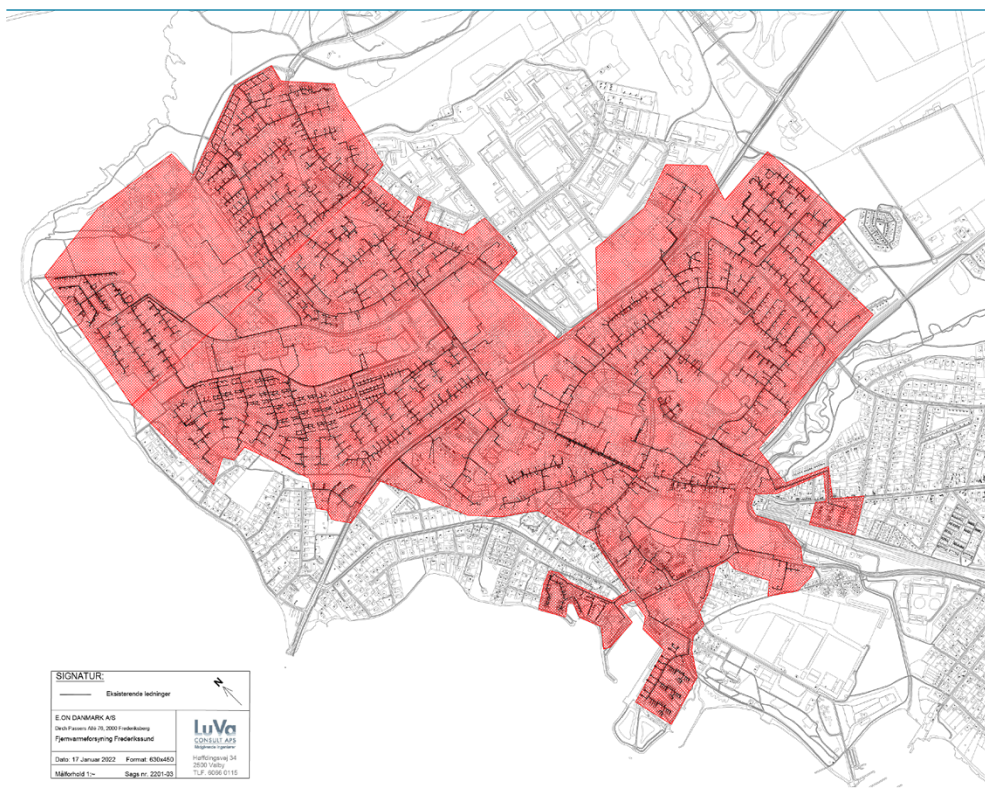 SIGNATUR:
N
Eksisterende ledninger
E.ON DANMARK A/S
Dirch Passers Allé 76, 2000 Frederiksberg
Fjernvarmeforsyning Frederikssund
Dato: 17 Januar 2022 Format: 630x450
Målforhold 1:~ Sags nr. 2201-03
LuVa
CONSULT APS
Rådgivende Ingeniører
Høffdingsvej 34
2500 Valby
TLF. 6066 0115